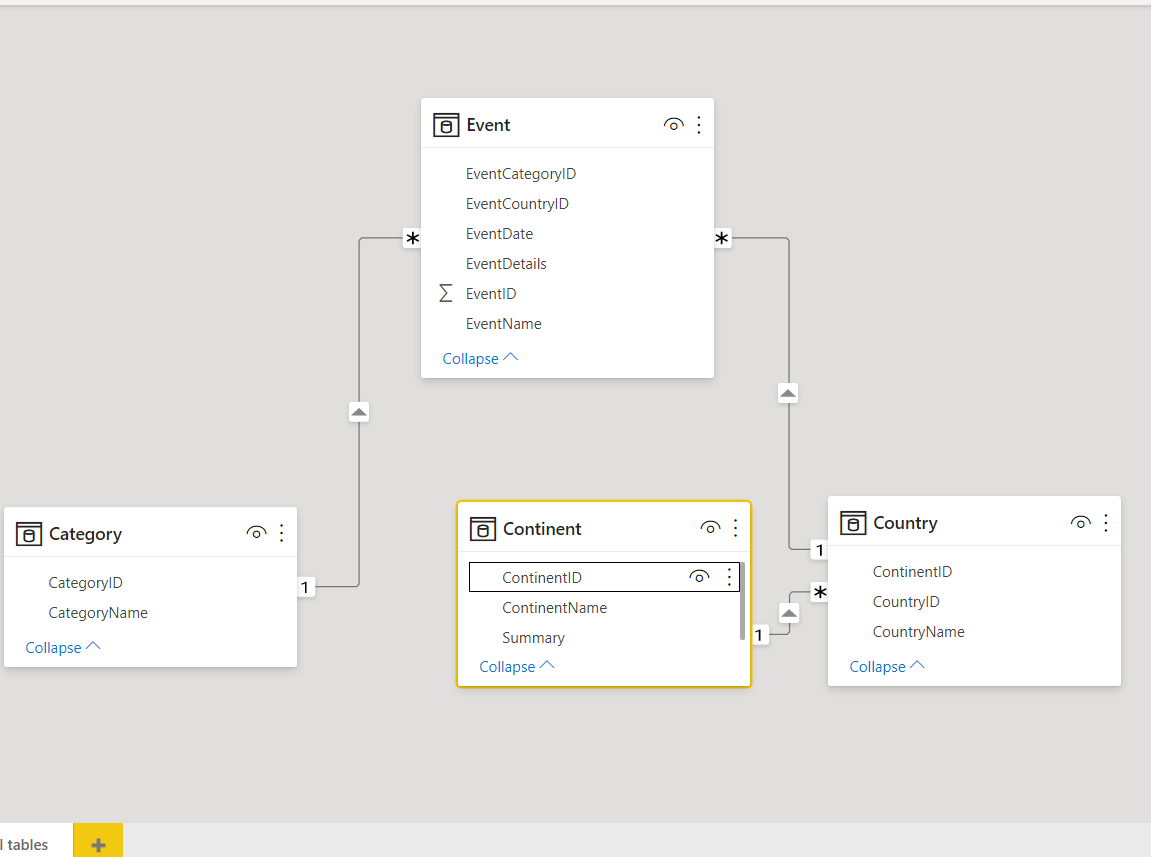 Event
EventCategoryID
EventCountryID
EventDate
EventDetails
∑ EventID
EventName
Collapse
*
*
Category
CategoryID
CategoryName
Collapse
1
Continent
ContinentID
ContinentName
Summary
Collapse
1
Country
ContinentID
CountryID
CountryName
Collapse
1
*
l tables
+